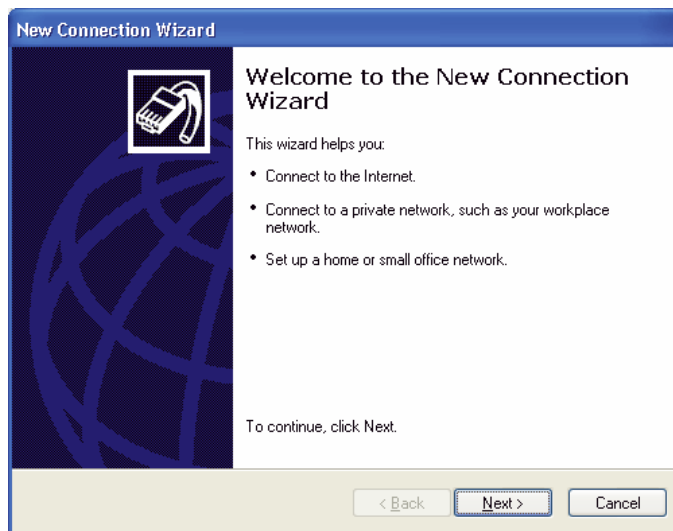 New Connection Wizard
Welcome to the New Connection
Wizard
This wizard helps you:
• Connect to the Internet.
• Connect to a private network, such as your workplace
network.
• Set up a home or small office network.
To continue, click Next.
< Back
Next >
Cancel